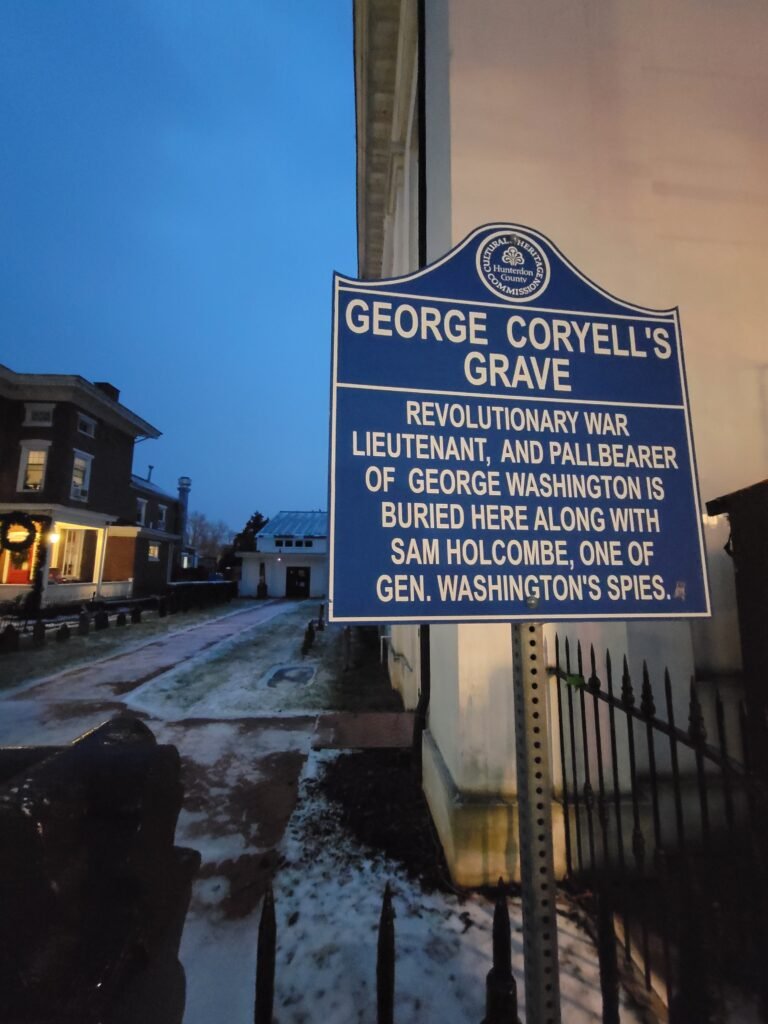 CULTURAL HERITAGE
Hunterdon
County
COMMISSION
GEORGE CORYELL'S
GRAVE
REVOLUTIONARY WAR
LIEUTENANT, AND PALLBEARER
OF GEORGE WASHINGTON IS
BURIED HERE ALONG WITH
SAM HOLCOMBE, ONE OF
GEN. WASHINGTON'S SPIES.